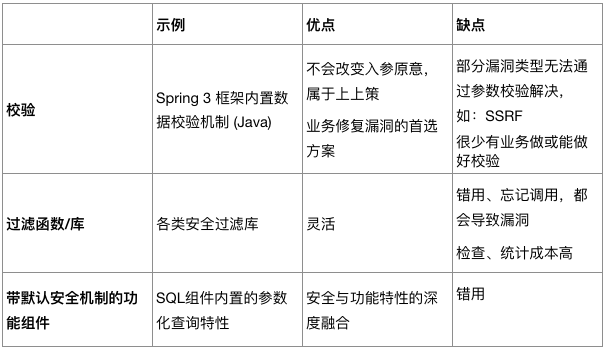 示例
优点
缺点
校验
Spring 3 框架内置数
据校验机制 (Java)
不会改变入参原意，
属于上上策
业务修复漏洞的首选
方案
部分漏洞类型无法通
过参数校验解决，
如：SSRF
很少有业务做或能做
好校验
过滤函数/库
各类安全过滤库
灵活
错用、忘记调用，都
会导致漏洞
检查、统计成本高
带默认安全机制的功
能组件
SQL组件内置的参数
化查询特性
安全与功能特性的深
度融合
错用